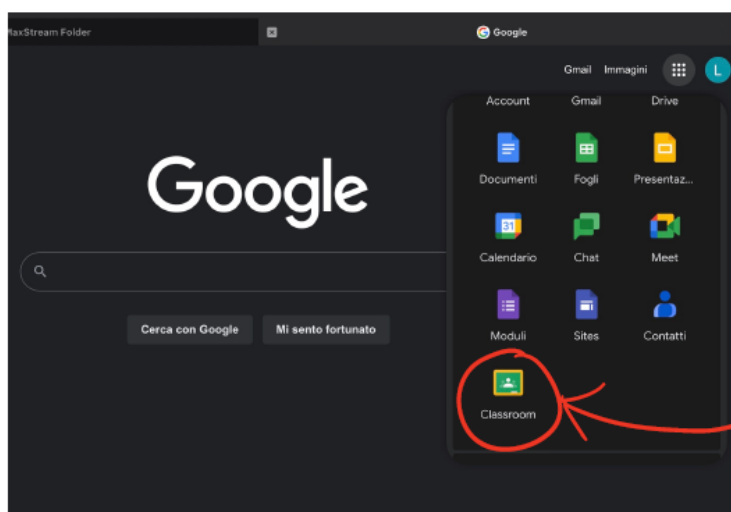 MaxStream Folder
Google
Gmail Immagini
L
Account Gmail Drive
Documenti Fogli Presentaz...
31
Calendario Chat Meet
Google
Moduli Sites Contatti
Cerca con Google Mi sento fortunato
Classroom